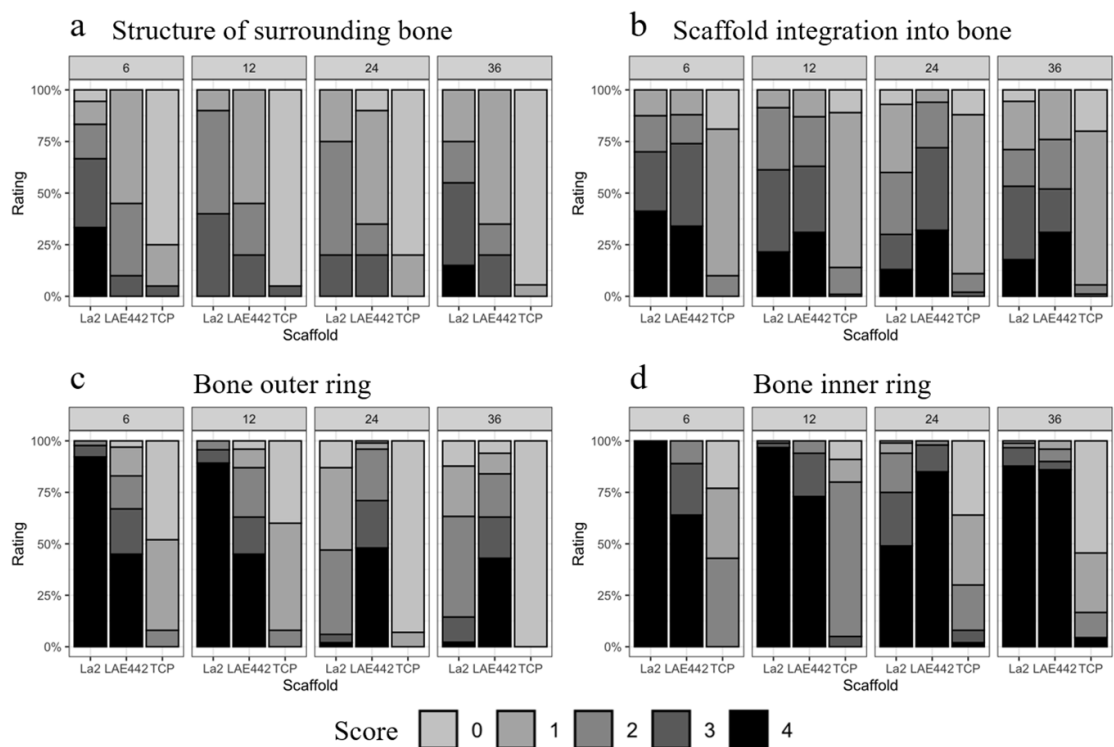 a Structure of surrounding bone
6 12 24 36
100%
75%
50%
25%
0%
Rating
La2 LAE442 TCP La2 LAE442 TCP La2 LAE442 TCP La2 LAE442 TCP
Scaffold
b Scaffold integration into bone
6 12 24 36
100%
75%
50%
25%
0%
Rating
La2 LAE442 TCP La2 LAE442 TCP La2 LAE442 TCP La2 LAE442 TCP
Scaffold
c Bone outer ring
6 12 24 36
100%
75%
50%
25%
0%
Rating
La2 LAE442 TCP La2 LAE442 TCP La2 LAE442 TCP La2 LAE442 TCP
Scaffold
d Bone inner ring
6 12 24 36
100%
75%
50%
25%
0%
Rating
La2 LAE442 TCP La2 LAE442 TCP La2 LAE442 TCP La2 LAE442 TCP
Scaffold
Score 0 1 2 3 4